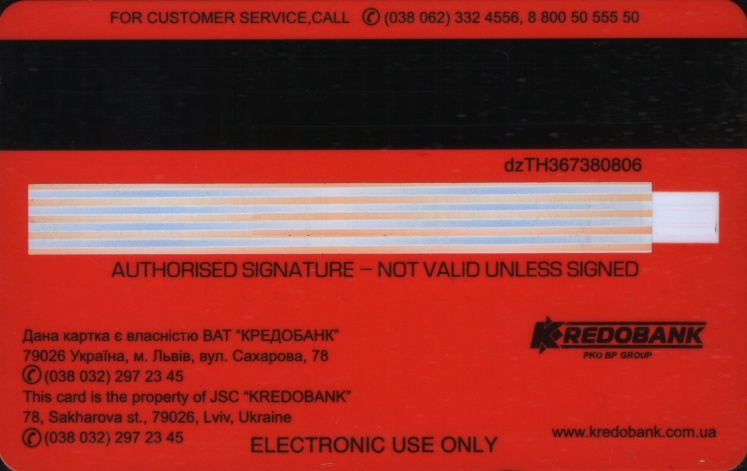 FOR CUSTOMER SERVICE,CALL ✆ (038 062) 332 4556, 8 800 50 555 50
dzTH367380806
AUTHORISED SIGNATURE – NOT VALID UNLESS SIGNED
Дана картка є власністю ВАТ "КРЕДОБАНК"
79026 Україна, м. Львів, вул. Сахарова, 78
✆ (038 032) 297 23 45
This card is the property of JSC "KREDOBANK"
78, Sakharova st., 79026, Lviv, Ukraine
✆ (038 032) 297 23 45
KREDOBANK
PKO BP GROUP
ELECTRONIC USE ONLY
www.kredobank.com.ua